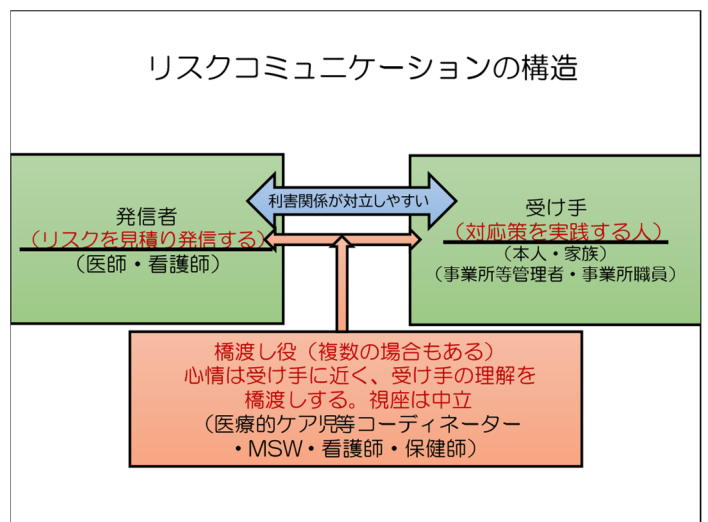 リスクコミュニケーションの構造
発信者
（リスクを見積り発信する）
（医師・看護師）
利害関係が対立しやすい
受け手
（対応策を実践する人）
（本人・家族）
（事業所等管理者・事業所職員）
橋渡し役（複数の場合もある）
心情は受け手に近く、受け手の理解を
橋渡しする。視座は中立
（医療的ケア児等コーディネーター
・MSW・看護師・保健師）